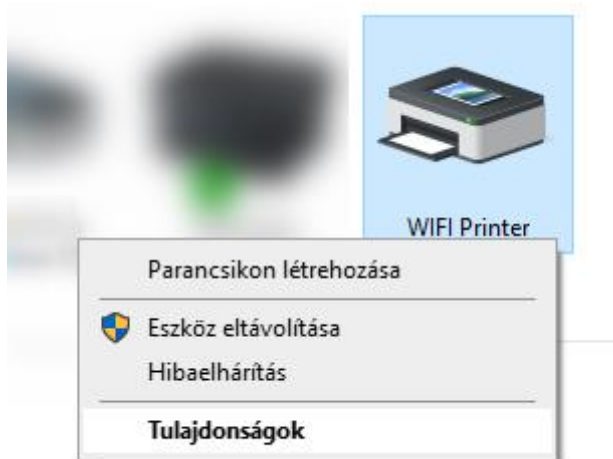 WIFI Printer
Parancsikon létrehozása
Eszköz eltávolítása
Hibaelhárítás
Tulajdonságok